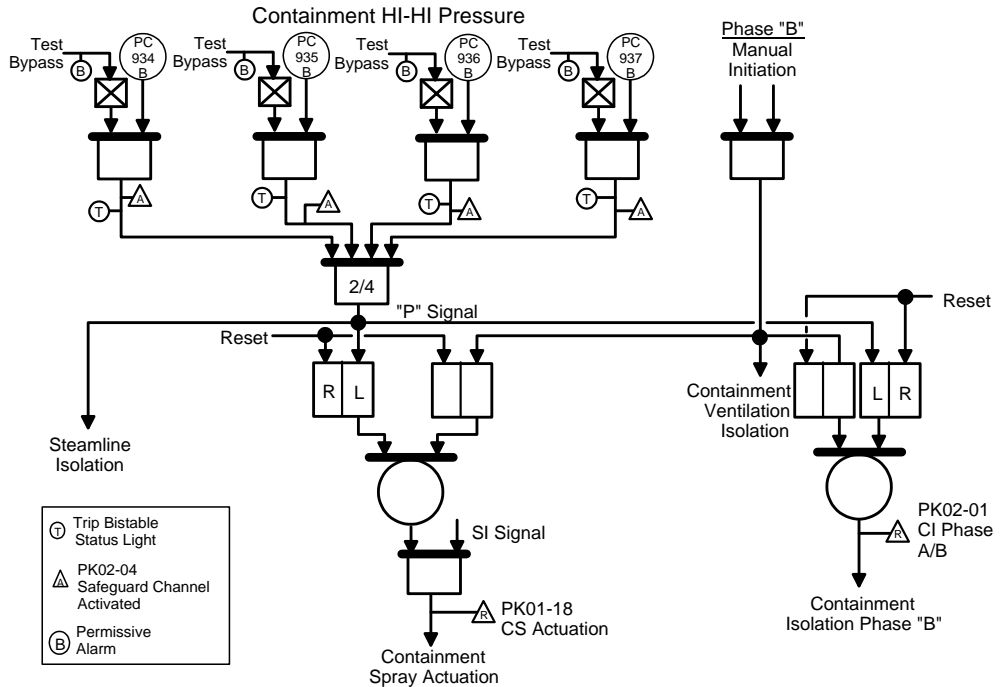 Containment HI-HI Pressure
Test
Bypass
B
PC
934
B
Test
Bypass
B
PC
935
B
Test
Bypass
B
PC
936
B
Test
Bypass
B
PC
937
B
Phase "B"
Manual
Initiation
T
A
T
A
T
A
T
A
2/4
"P" Signal
Reset
Reset
R
L
L
R
Steamline
Isolation
Containment
Ventilation
Isolation
SI Signal
R
PK01-18
CS Actuation
Containment
Spray Actuation
R
PK02-01
CI Phase
A/B
Containment
Isolation Phase "B"
T
Trip Bistable
Status Light
A
PK02-04
Safeguard Channel
Activated
B
Permissive
Alarm